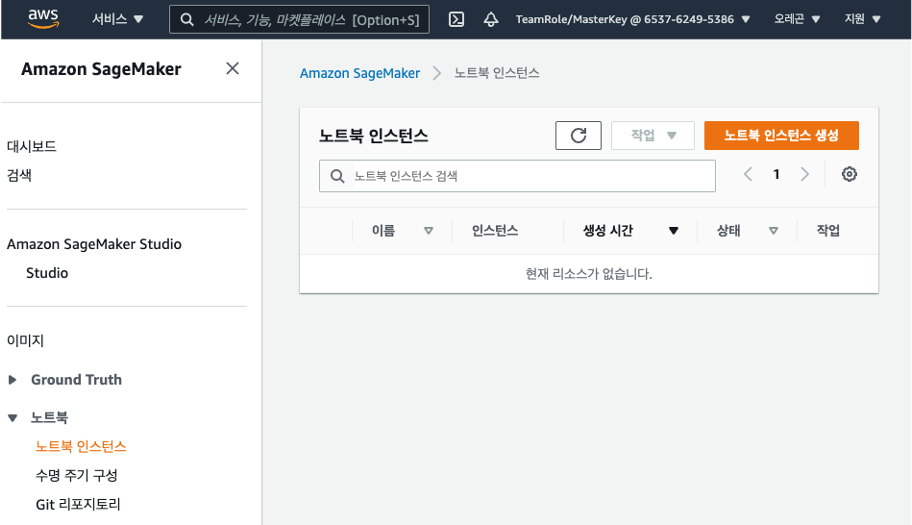 aws 서비스 서비스, 기능, 마켓플레이스 [Option+S] TeamRole/MasterKey @ 6537-6249-5386 오레곤 지원
Amazon SageMaker
대시보드
검색
Amazon SageMaker Studio
Studio
이미지
Ground Truth
노트북
노트북 인스턴스
수명 주기 구성
Git 리포지토리
Amazon SageMaker 노트북 인스턴스
노트북 인스턴스 작업 노트북 인스턴스 생성
노트북 인스턴스 검색 1
이름 인스턴스 생성 시간 상태 작업
현재 리소스가 없습니다.